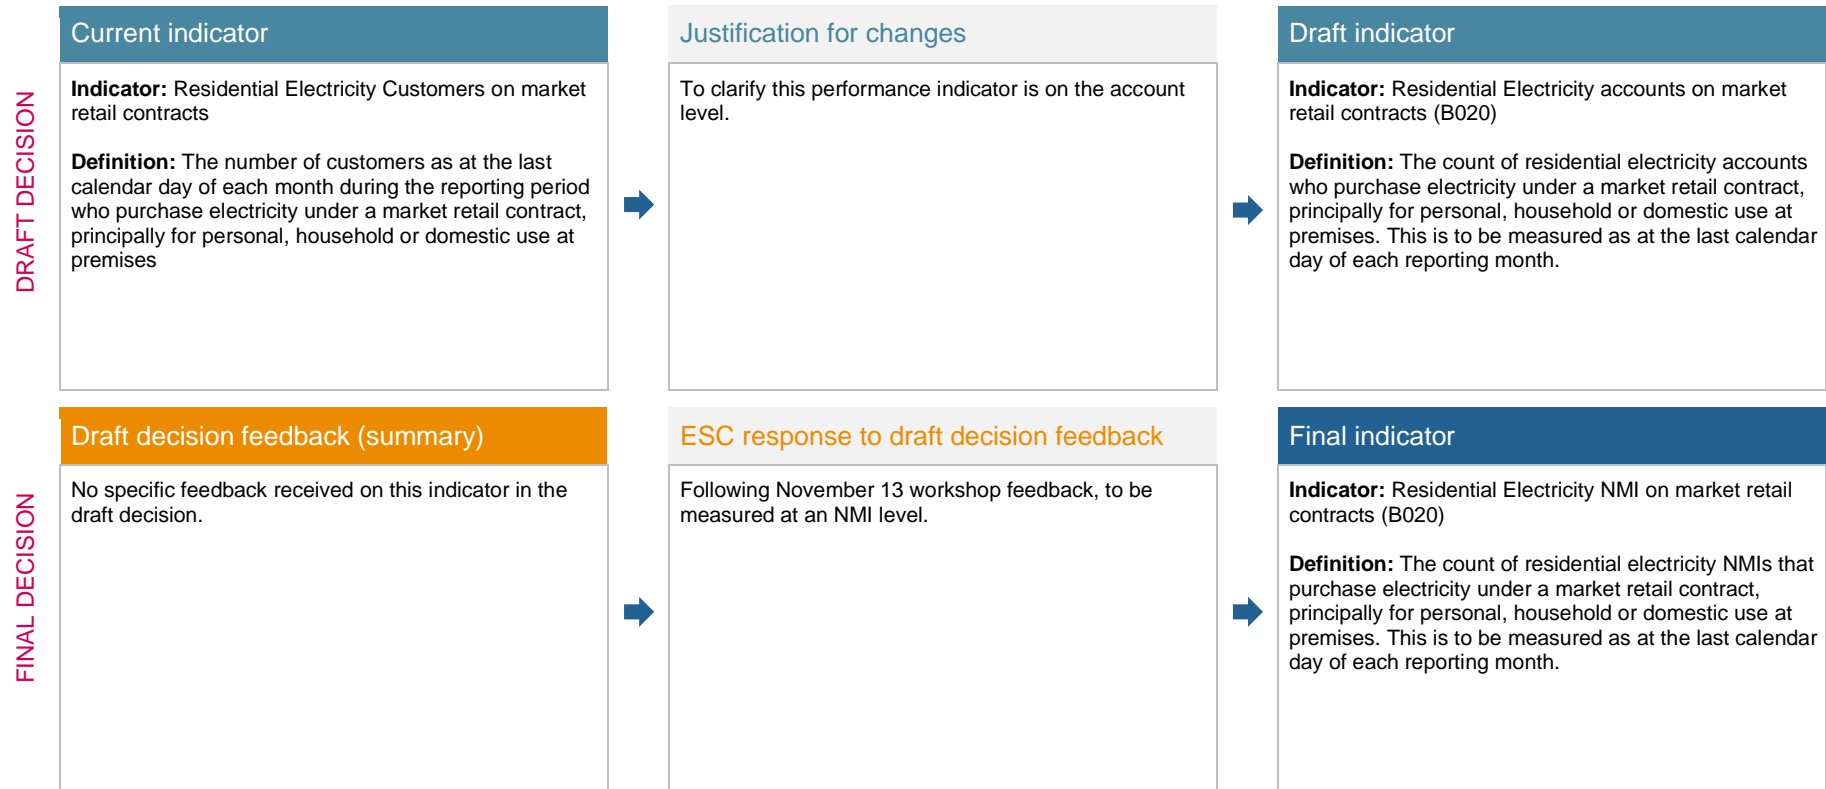 DRAFT DECISION
Current indicator
Indicator: Residential Electricity Customers on market
retail contracts
Definition: The number of customers as at the last
calendar day of each month during the reporting period
who purchase electricity under a market retail contract,
principally for personal, household or domestic use at
premises
Justification for changes
To clarify this performance indicator is on the account
level.
Draft indicator
Indicator: Residential Electricity accounts on market
retail contracts (B020)
Definition: The count of residential electricity accounts
who purchase electricity under a market retail contract,
principally for personal, household or domestic use at
premises. This is to be measured as at the last calendar
day of each reporting month.
FINAL DECISION
Draft decision feedback (summary)
No specific feedback received on this indicator in the
draft decision.
ESC response to draft decision feedback
Following November 13 workshop feedback, to be
measured at an NMI level.
Final indicator
Indicator: Residential Electricity NMI on market retail
contracts (B020)
Definition: The count of residential electricity NMIs that
purchase electricity under a market retail contract,
principally for personal, household or domestic use at
premises. This is to be measured as at the last calendar
day of each reporting month.